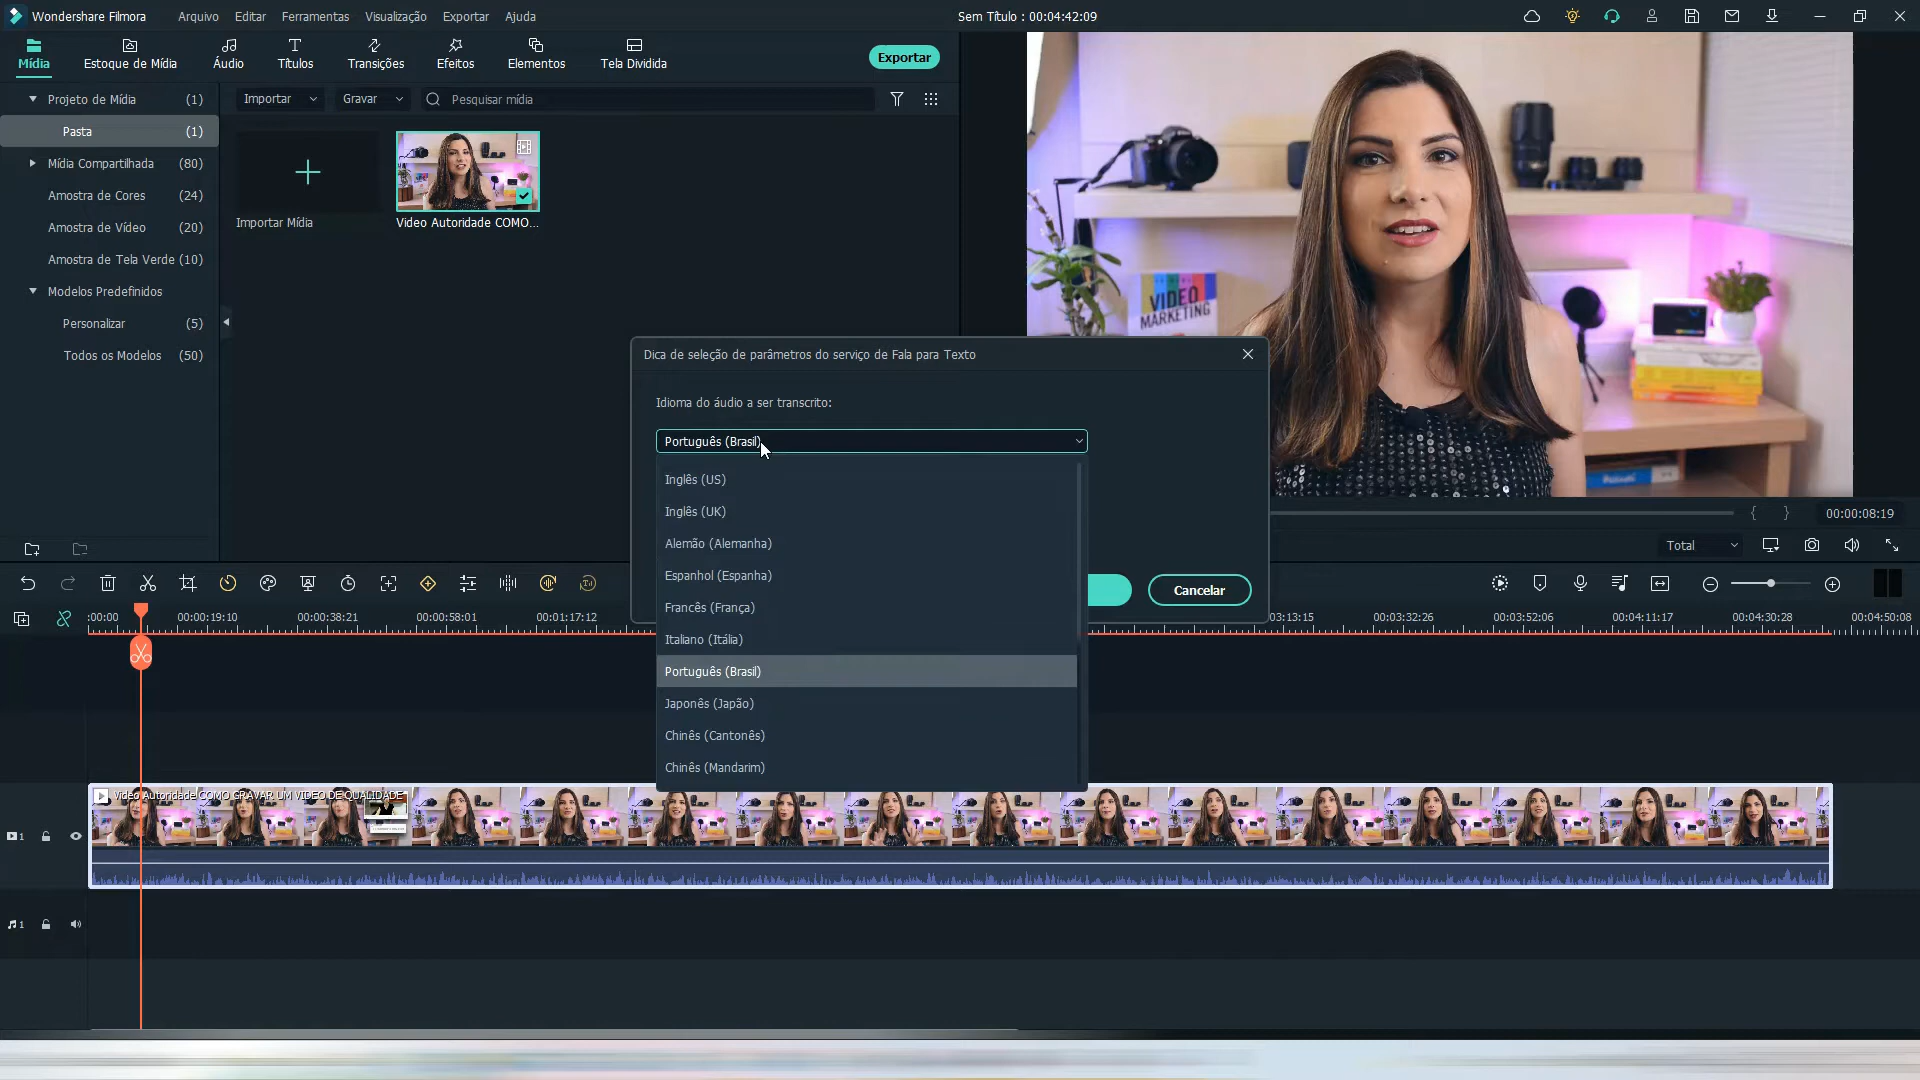 Wondershare Filmora
Arquivo
Editar
Ferramentas
Visualização
Exportar
Ajuda
Sem Título : 00:04:42:09
Mídia
Estoque de Mídia
Áudio
Títulos
Transições
Efeitos
Elementos
Tela Dividida
Exportar
Projeto de Mídia (1)
Pasta (1)
Mídia Compartilhada (80)
Amostra de Cores (24)
Amostra de Vídeo (20)
Amostra de Tela Verde (10)
Modelos Predefinidos
Personalizar (5)
Todos os Modelos (50)
Importar
Gravar
Pesquisar mídia
Importar Mídia
Video Autoridade COMO...
VIDEO
MARKETING
Dica de seleção de parâmetros do serviço de Fala para Texto
Idioma do áudio a ser transcrito:
Português (Brasil)
Inglês (US)
Inglês (UK)
Alemão (Alemanha)
Espanhol (Espanha)
Francês (França)
Italiano (Itália)
Português (Brasil)
Japonês (Japão)
Chinês (Cantonês)
Chinês (Mandarim)
Cancelar
{ }
00:00:08:19
Total
:00:00
00:00:19:10
00:00:38:21
00:00:58:01
00:01:17:12
03:13:15
00:03:32:26
00:03:52:06
00:04:11:17
00:04:30:28
00:04:50:08
Video Autoridade COMO GRAVAR UM VIDEO DE QUALIDADE
1
1